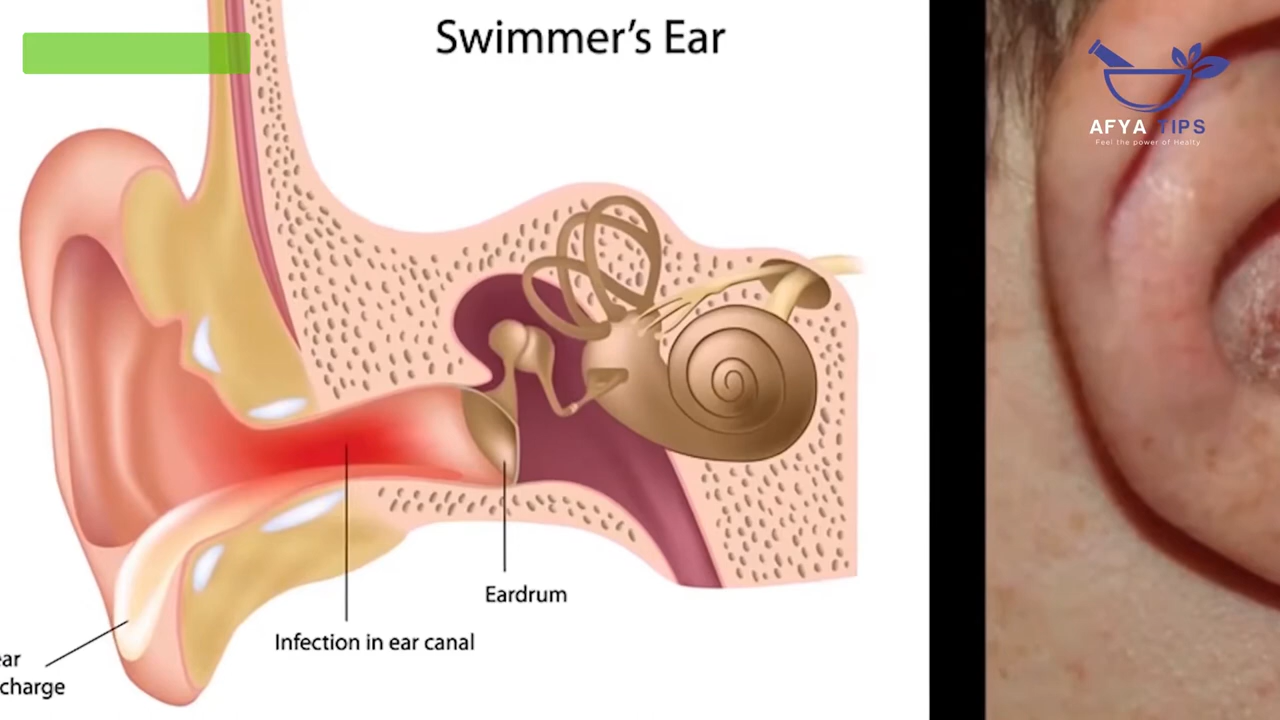 Swimmer's Ear
AFYA TIPS
Feel the power of Healty
Eardrum
Infection in ear canal
ear
charge